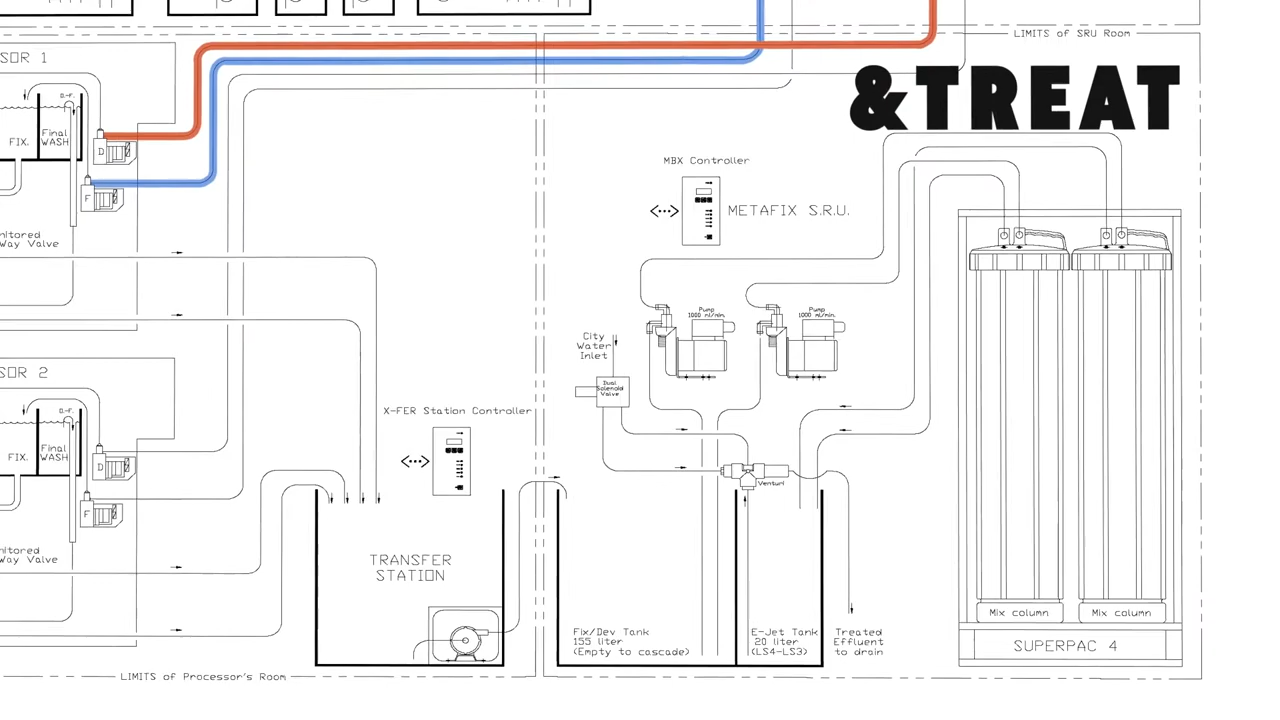 LIMITS of SRU Room
&TREAT
SOR 1
O.-F.
FIX.
Final
WASH
D
F
nitored
Way Valve
MBX Controller
METAFIX S.R.U.
Pump
1000 ml/min.
Pump
1000 ml/min.
City
Water
Inlet
Dual
Solenoid
Valve
SOR 2
O.-F.
FIX.
Final
WASH
D
F
nitored
Way Valve
X-FER Station Controller
Venturi
TRANSFER
STATION
Fix/Dev Tank
155 liter
(Empty to cascade)
E-Jet Tank
20 liter
(LS4-LS3)
Treated
Effluent
to drain
Mix column
Mix column
SUPERPAC 4
LIMITS of Processor's Room